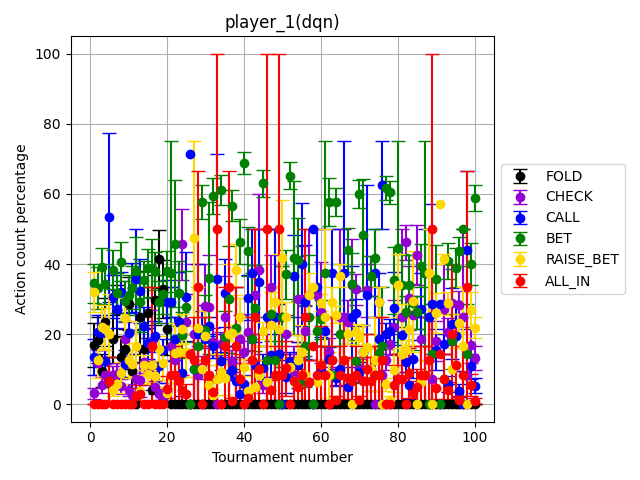 player_1(dqn)
100
80
60
40
20
0
Action count percentage
0 20 40 60 80 100
Tournament number
FOLD
CHECK
CALL
BET
RAISE_BET
ALL_IN